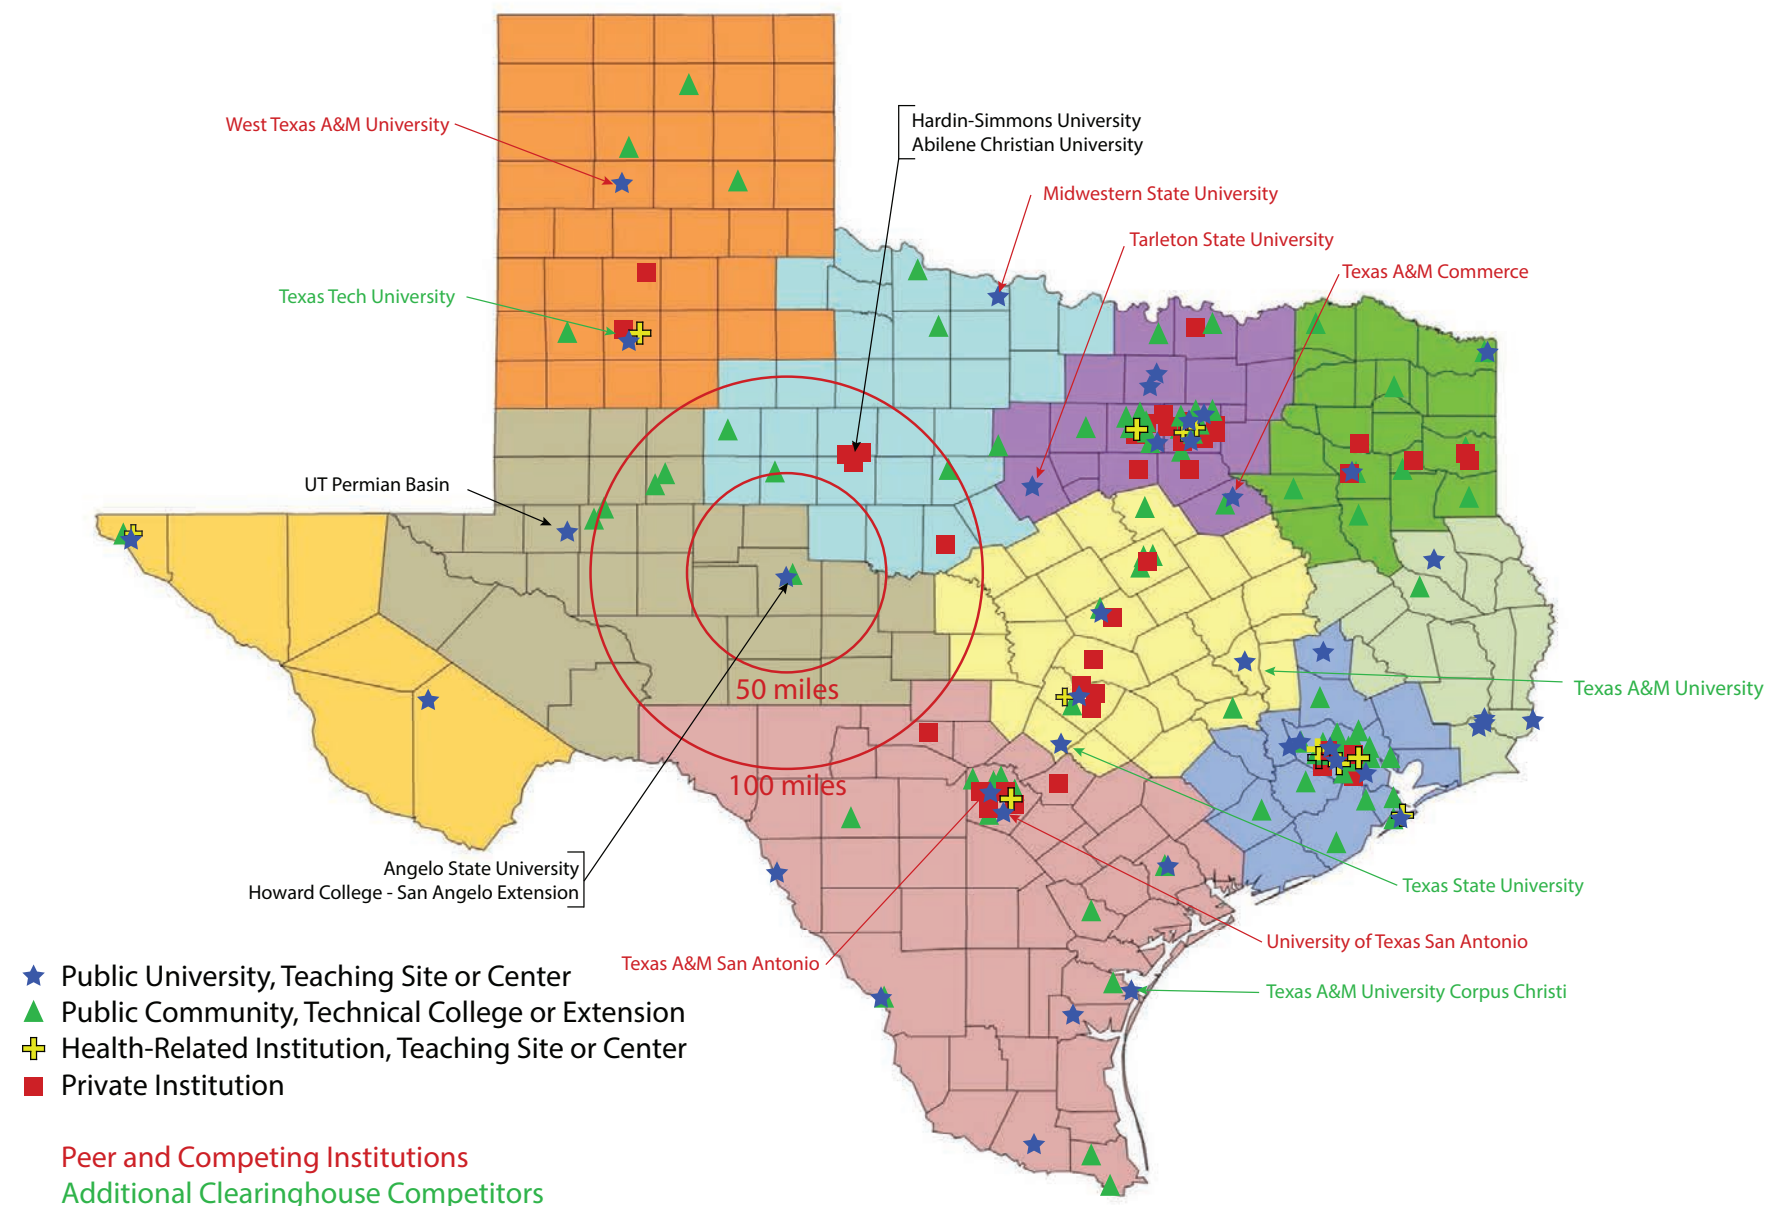 West Texas A&M University
Hardin-Simmons University
Abilene Christian University
Midwestern State University
Tarleton State University
Texas A&M Commerce
Texas Tech University
UT Permian Basin
50 miles
Texas A&M University
100 miles
Angelo State University
Howard College - San Angelo Extension
Texas State University
University of Texas San Antonio
Texas A&M San Antonio
Texas A&M University Corpus Christi
Public University, Teaching Site or Center
Public Community, Technical College or Extension
Health-Related Institution, Teaching Site or Center
Private Institution
Peer and Competing Institutions
Additional Clearinghouse Competitors